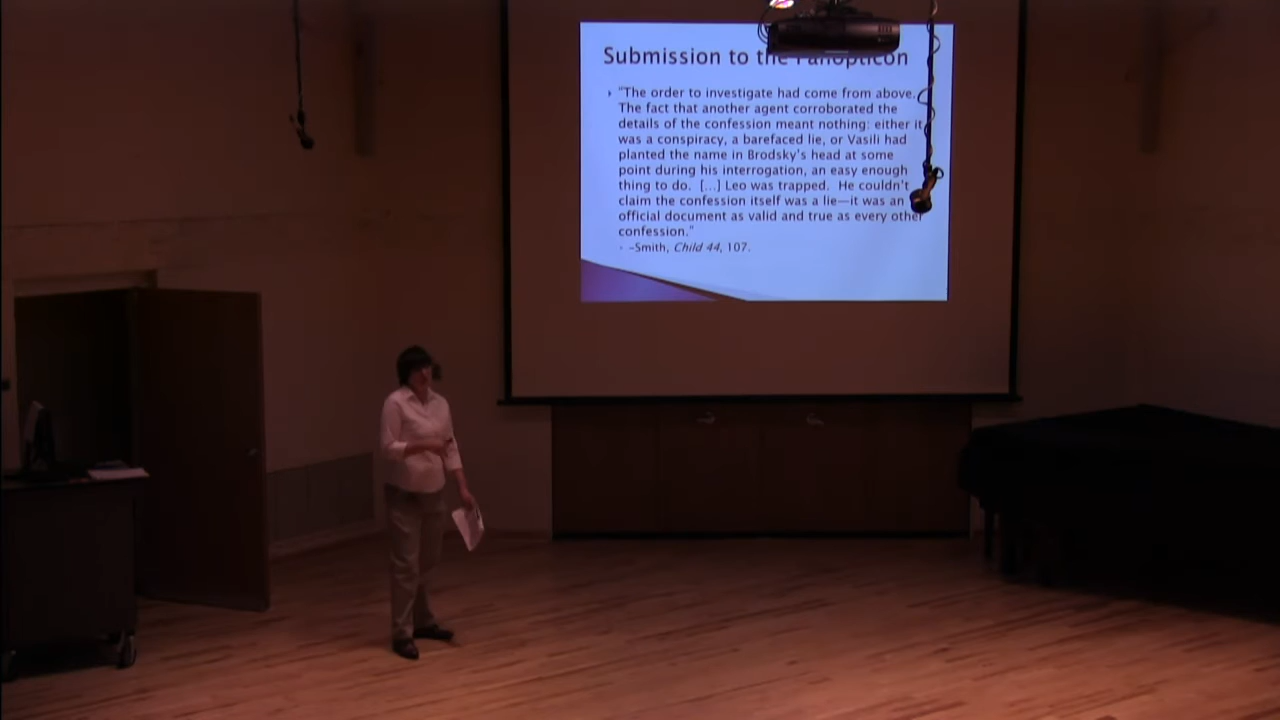 Submission to the Panopticon
"The order to investigate had come from above.
The fact that another agent corroborated the
details of the confession meant nothing: either it
was a conspiracy, a barefaced lie, or Vasili had
planted the name in Brodsky's head at some
point during his interrogation, an easy enough
thing to do. [...] Leo was trapped. He couldn't
claim the confession itself was a lie—it was an
official document as valid and true as every other
confession."
–Smith, Child 44, 107.